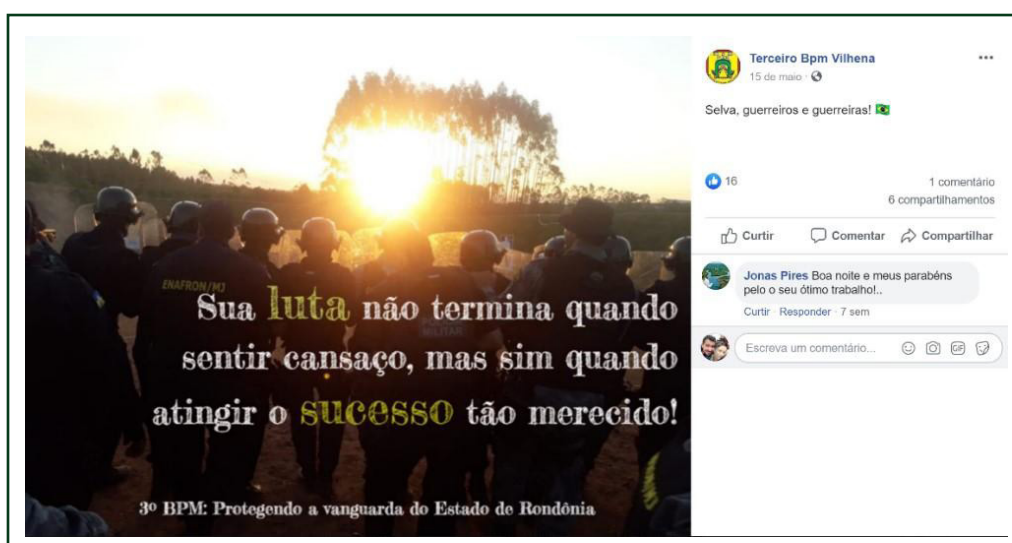 Terceiro Bpm Vilhena
15 de maio
Selva, guerreiros e guerreiras!
16
1 comentário
6 compartilhamentos
Curtir Comentar Compartilhar
Jonas Pires Boa noite e meus parabéns
pelo o seu ótimo trabalho!..
Curtir · Responder · 7 sem
Escreva um comentário...
GIF
ENAFRON/MJ
MILITAR
Sua luta não termina quando
sentir cansaço, mas sim quando
atingir o sucesso tão merecido!
3º BPM: Protegendo a vanguarda do Estado de Rondônia